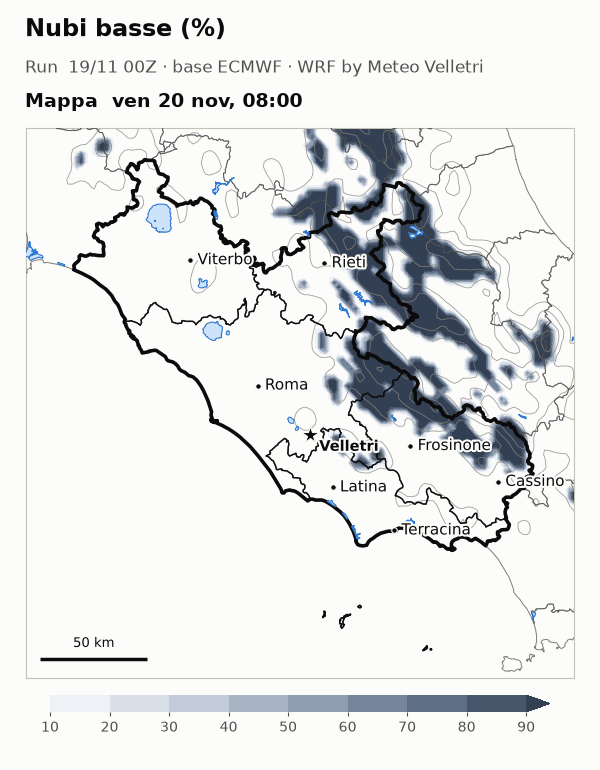 Nubi basse (%)
Run  19/11 00Z · base ECMWF · WRF by Meteo Velletri
Mappa  ven 20 nov, 08:00
Viterbo
Rieti
Roma
Velletri
Frosinone
Latina
Cassino
Terracina
50 km
10 20 30 40 50 60 70 80 90